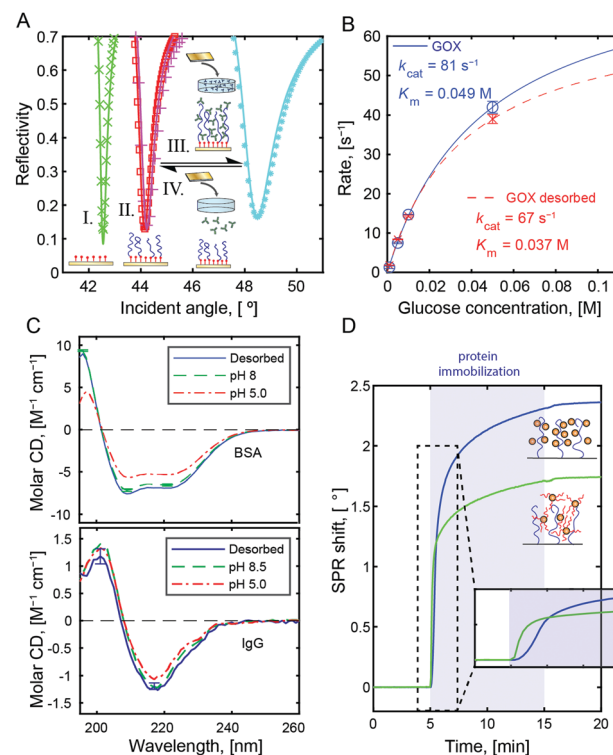 A
Reflectivity
0.7
0.6
0.5
0.4
0.3
0.2
0.1
0
I.
II.
III.
IV.
42
44
46
48
50
Incident angle, [ º]
B
Rate, [s⁻¹]
60
50
40
30
20
10
0
GOX
kcat = 81 s⁻¹
Km = 0.049 M
GOX desorbed
kcat = 67 s⁻¹
Km = 0.037 M
0
0.02
0.04
0.06
0.08
0.1
Glucose concentration, [M]
C
Molar CD, [M⁻¹ cm⁻¹]
10
5
0
-5
-10
Desorbed
pH 8
pH 5.0
BSA
Molar CD, [M⁻¹ cm⁻¹]
1.5
1
0.5
0
-0.5
-1
-1.5
Desorbed
pH 8.5
pH 5.0
IgG
200
220
240
260
Wavelength, [nm]
D
protein
immobilization
SPR shift, [ °]
2.5
2.0
1.5
1.0
0.5
0
0
5
10
15
20
Time, [min]